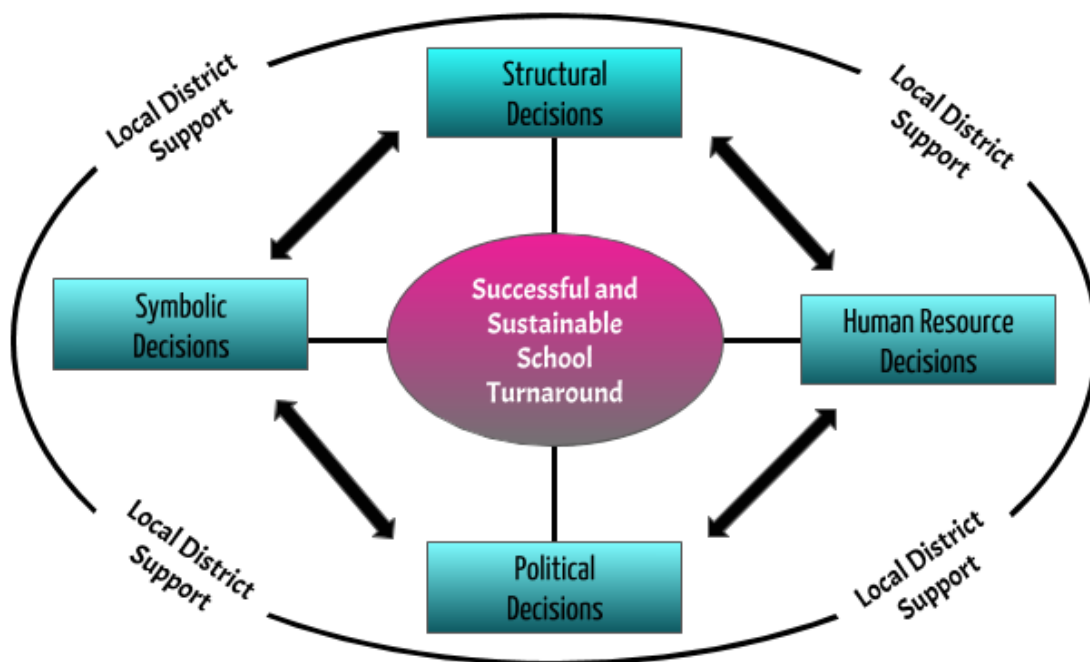 Structural
Decisions
Local District
Support
Local District
Support
Symbolic
Decisions
Successful and
Sustainable
School
Turnaround
Human Resource
Decisions
Local District
Support
Political
Decisions
Local District
Support